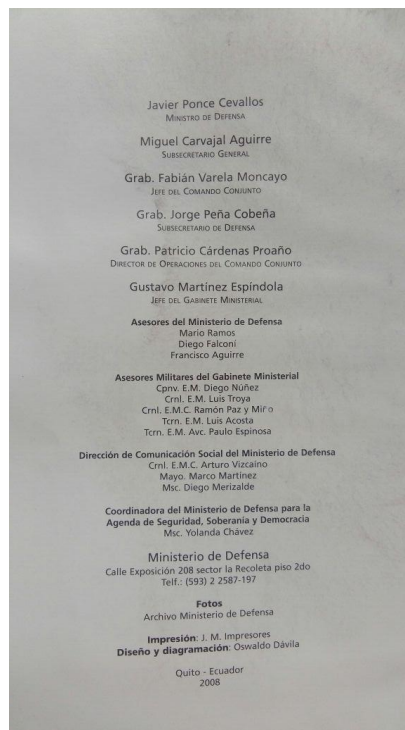 Javier Ponce Cevallos
Ministro de Defensa
Miguel Carvajal Aguirre
Subsecretario General
Grab. Fabián Varela Moncayo
Jefe del Comando Conjunto
Grab. Jorge Peña Cobeña
Subsecretario de Defensa
Grab. Patricio Cárdenas Proaño
Director de Operaciones del Comando Conjunto
Gustavo Martínez Espíndola
Jefe del Gabinete Ministerial
Asesores del Ministerio de Defensa
Mario Ramos
Diego Falconí
Francisco Aguirre
Asesores Militares del Gabinete Ministerial
Cpnv. E.M. Diego Núñez
Crnl. E.M. Luis Troya
Crnl. E.M.C. Ramón Paz y Miño
Tcrn. E.M. Luis Acosta
Tcrn. E.M. Avc. Paulo Espinosa
Dirección de Comunicación Social del Ministerio de Defensa
Crnl. E.M.C. Arturo Vizcaino
Mayo. Marco Martinez
Msc. Diego Merizalde
Coordinadora del Ministerio de Defensa para la
Agenda de Seguridad, Soberanía y Democracia
Msc. Yolanda Chávez
Ministerio de Defensa
Calle Exposición 208 sector la Recoleta piso 2do
Telf.: (593) 2 2587-197
Fotos
Archivo Ministerio de Defensa
Impresión: J. M. Impresores
Diseño y diagramación: Oswaldo Dávila
Quito - Ecuador
2008